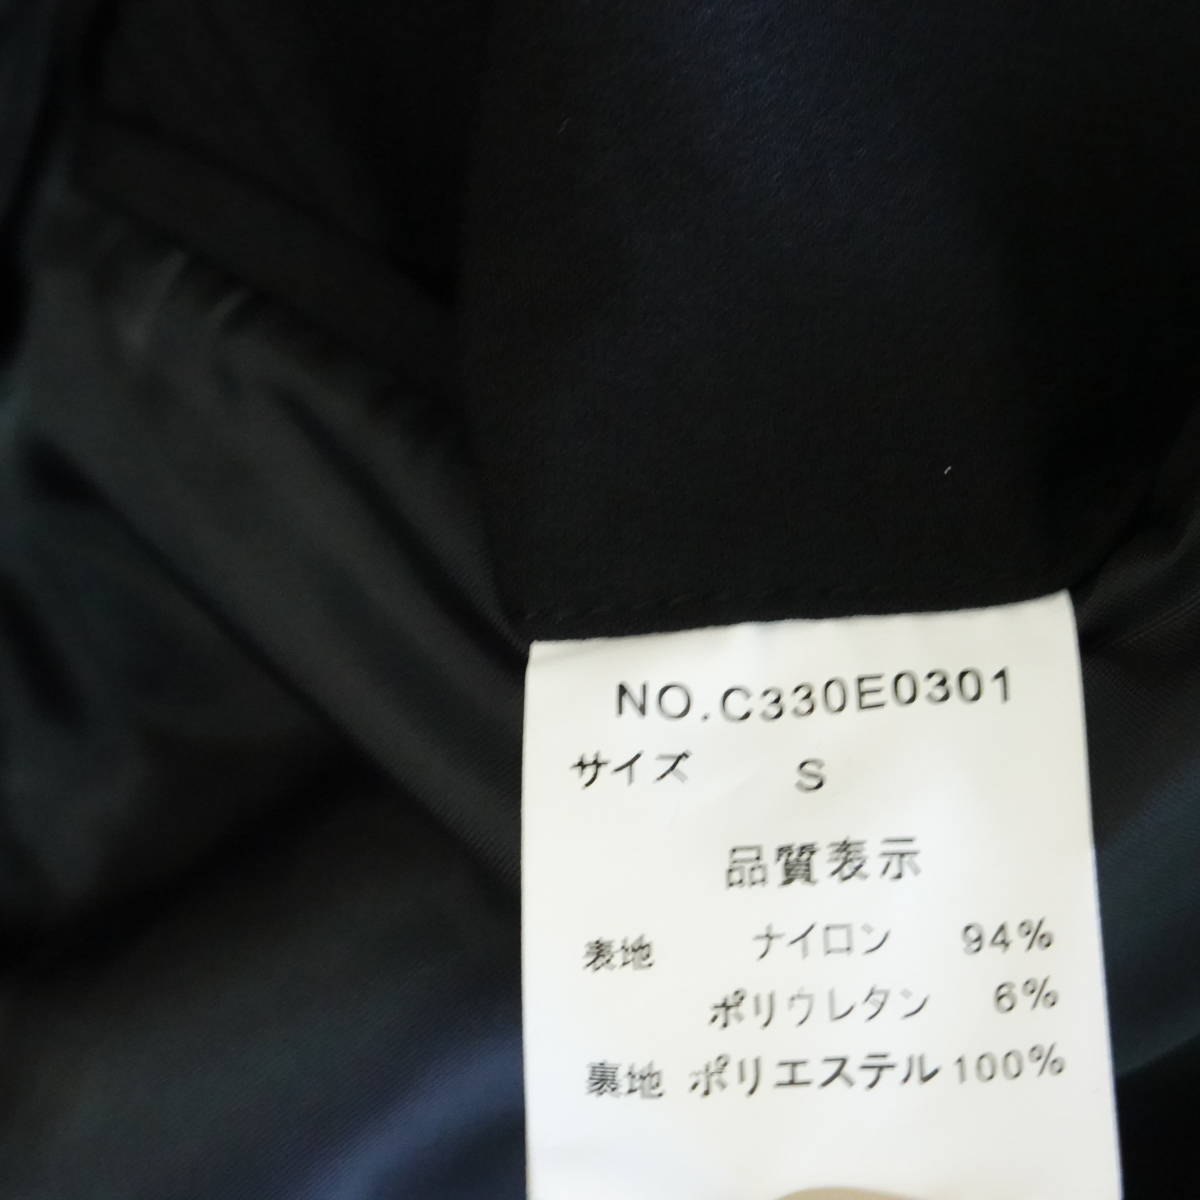 NO.C330E0301
サイズ S
品質表示
表地 ナイロン 94%
ポリウレタン 6%
裏地 ポリエステル 100%